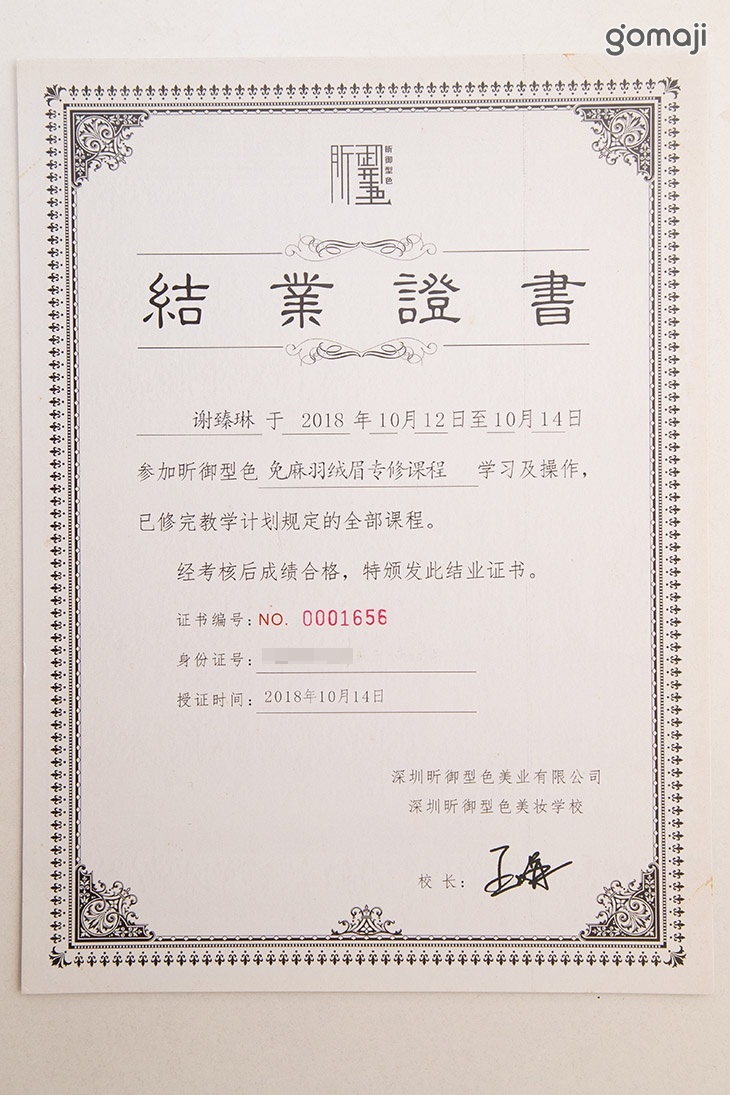 gomaji
昕御型色
結業證書
谢臻琳 于 2018 年 10月 12日至10月 14日
参加昕御型色 免麻羽绒眉专修课程 学习及操作，
已修完教学计划规定的全部课程。
经考核后成绩合格，特颁发此结业证书。
证书编号：NO. 0001656
身份证号：
授证时间：2018年10月14日
深圳昕御型色美业有限公司
深圳昕御型色美妆学校
校 长：